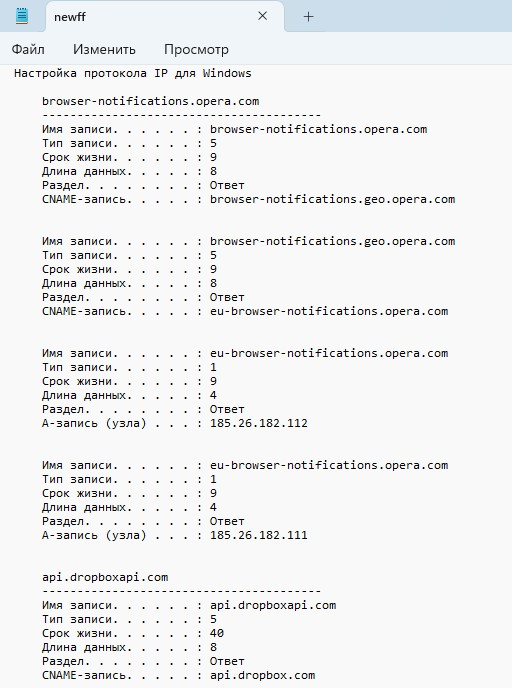 newff
Файл Изменить Просмотр
Настройка протокола IP для Windows
browser-notifications.opera.com
----------------------------------------
Имя записи. . . . . . : browser-notifications.opera.com
Тип записи. . . . . . : 5
Срок жизни. . . . . . : 9
Длина данных. . . . . : 8
Раздел. . . . . . . . : Ответ
CNAME-запись. . . . . : browser-notifications.geo.opera.com
Имя записи. . . . . . : browser-notifications.geo.opera.com
Тип записи. . . . . . : 5
Срок жизни. . . . . . : 9
Длина данных. . . . . : 8
Раздел. . . . . . . . : Ответ
CNAME-запись. . . . . : eu-browser-notifications.opera.com
Имя записи. . . . . . : eu-browser-notifications.opera.com
Тип записи. . . . . . : 1
Срок жизни. . . . . . : 9
Длина данных. . . . . : 4
Раздел. . . . . . . . : Ответ
А-запись (узла) . . . : 185.26.182.112
Имя записи. . . . . . : eu-browser-notifications.opera.com
Тип записи. . . . . . : 1
Срок жизни. . . . . . : 9
Длина данных. . . . . : 4
Раздел. . . . . . . . : Ответ
А-запись (узла) . . . : 185.26.182.111
api.dropboxapi.com
----------------------------------------
Имя записи. . . . . . : api.dropboxapi.com
Тип записи. . . . . . : 5
Срок жизни. . . . . . : 40
Длина данных. . . . . : 8
Раздел. . . . . . . . : Ответ
CNAME-запись. . . . . : api.dropbox.com